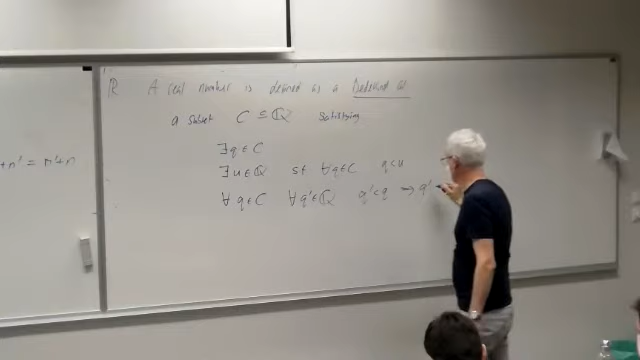 +n' = n'+n
ℝ A real number is defined as a Dedekind cut
a subset C ⊆ ℚ satisfying
∃q∈C
∃u∈ℚ st ∀q∈C q<u
∀q∈C ∀q'∈ℚ q'<q ⇒ q'